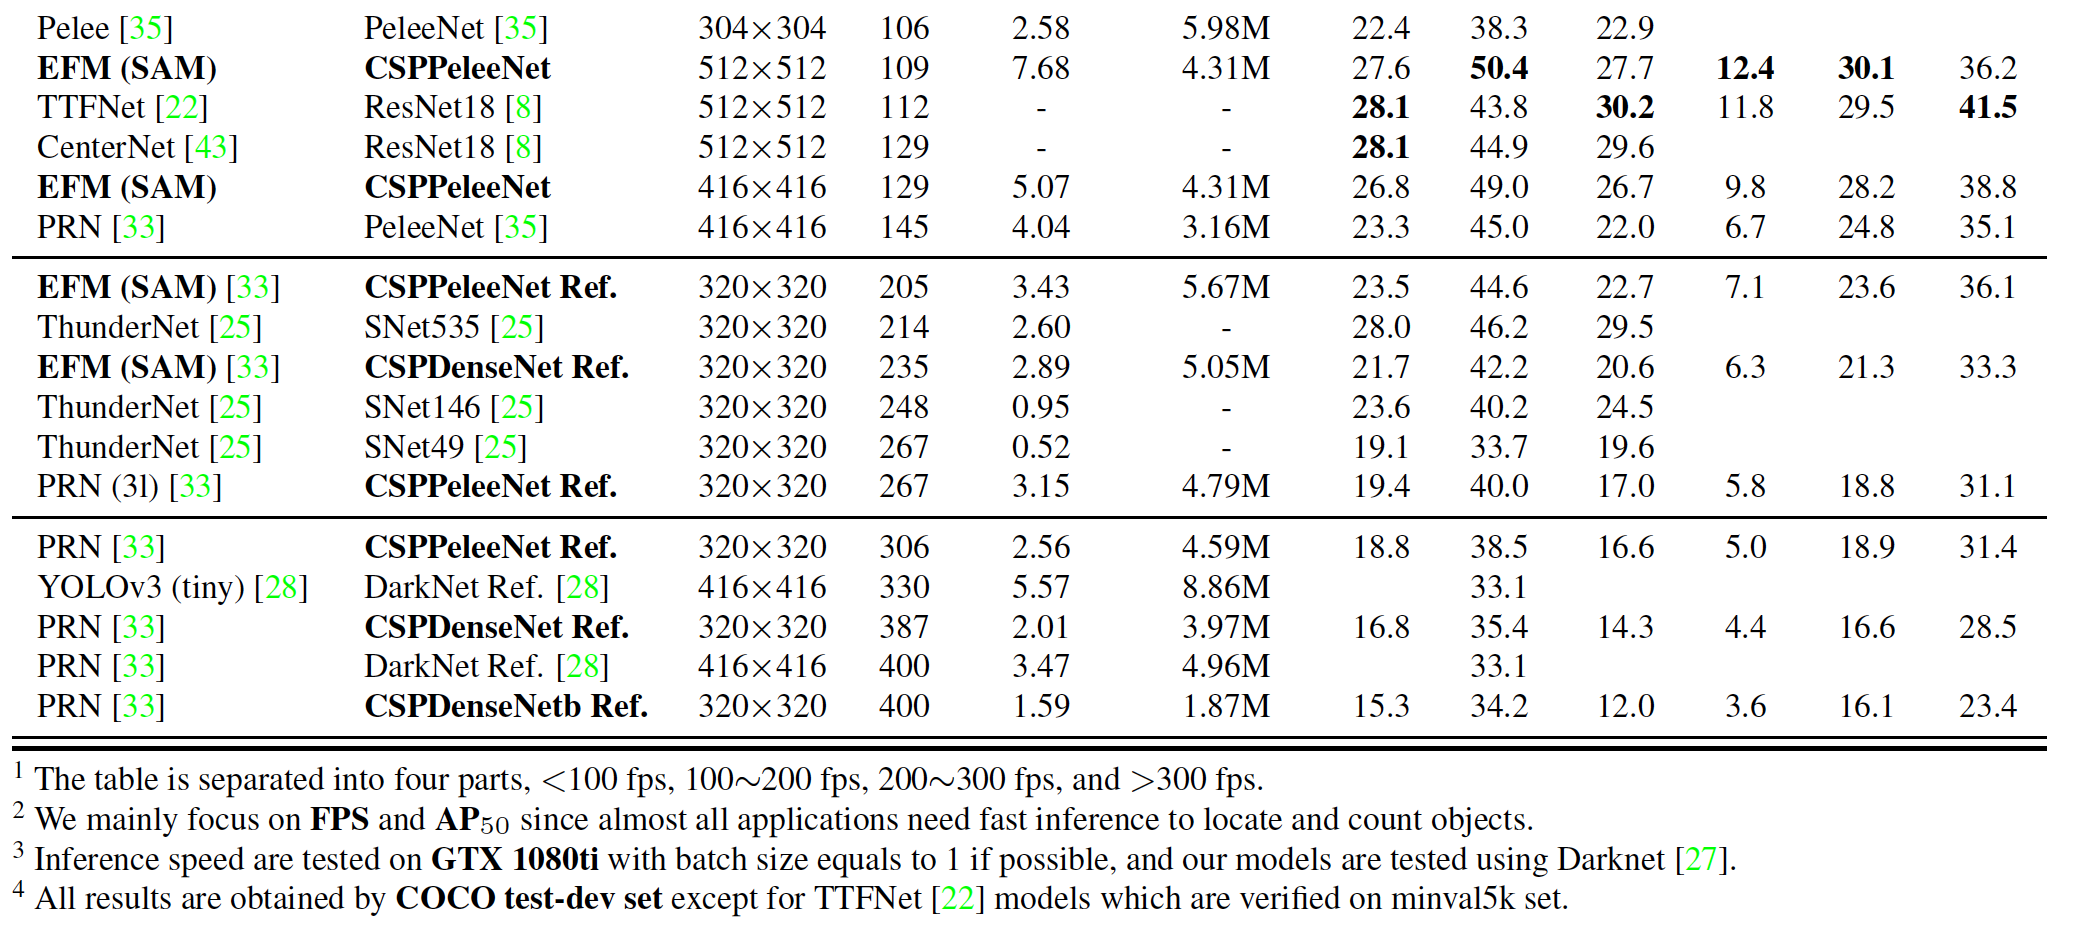 Pelee [35] PeleeNet [35] 304×304 106 2.58 5.98M 22.4 38.3 22.9
EFM (SAM) CSPPeleeNet 512×512 109 7.68 4.31M 27.6 50.4 27.7 12.4 30.1 36.2
TTFNet [22] ResNet18 [8] 512×512 112 - - 28.1 43.8 30.2 11.8 29.5 41.5
CenterNet [43] ResNet18 [8] 512×512 129 - - 28.1 44.9 29.6
EFM (SAM) CSPPeleeNet 416×416 129 5.07 4.31M 26.8 49.0 26.7 9.8 28.2 38.8
PRN [33] PeleeNet [35] 416×416 145 4.04 3.16M 23.3 45.0 22.0 6.7 24.8 35.1
EFM (SAM) [33] CSPPeleeNet Ref. 320×320 205 3.43 5.67M 23.5 44.6 22.7 7.1 23.6 36.1
ThunderNet [25] SNet535 [25] 320×320 214 2.60 - 28.0 46.2 29.5
EFM (SAM) [33] CSPDenseNet Ref. 320×320 235 2.89 5.05M 21.7 42.2 20.6 6.3 21.3 33.3
ThunderNet [25] SNet146 [25] 320×320 248 0.95 - 23.6 40.2 24.5
ThunderNet [25] SNet49 [25] 320×320 267 0.52 - 19.1 33.7 19.6
PRN (3l) [33] CSPPeleeNet Ref. 320×320 267 3.15 4.79M 19.4 40.0 17.0 5.8 18.8 31.1
PRN [33] CSPPeleeNet Ref. 320×320 306 2.56 4.59M 18.8 38.5 16.6 5.0 18.9 31.4
YOLOv3 (tiny) [28] DarkNet Ref. [28] 416×416 330 5.57 8.86M 33.1
PRN [33] CSPDenseNet Ref. 320×320 387 2.01 3.97M 16.8 35.4 14.3 4.4 16.6 28.5
PRN [33] DarkNet Ref. [28] 416×416 400 3.47 4.96M 33.1
PRN [33] CSPDenseNetb Ref. 320×320 400 1.59 1.87M 15.3 34.2 12.0 3.6 16.1 23.4
1 The table is separated into four parts, <100 fps, 100∼200 fps, 200∼300 fps, and >300 fps.
2 We mainly focus on FPS and AP50 since almost all applications need fast inference to locate and count objects.
3 Inference speed are tested on GTX 1080ti with batch size equals to 1 if possible, and our models are tested using Darknet [27].
4 All results are obtained by COCO test-dev set except for TTFNet [22] models which are verified on minval5k set.